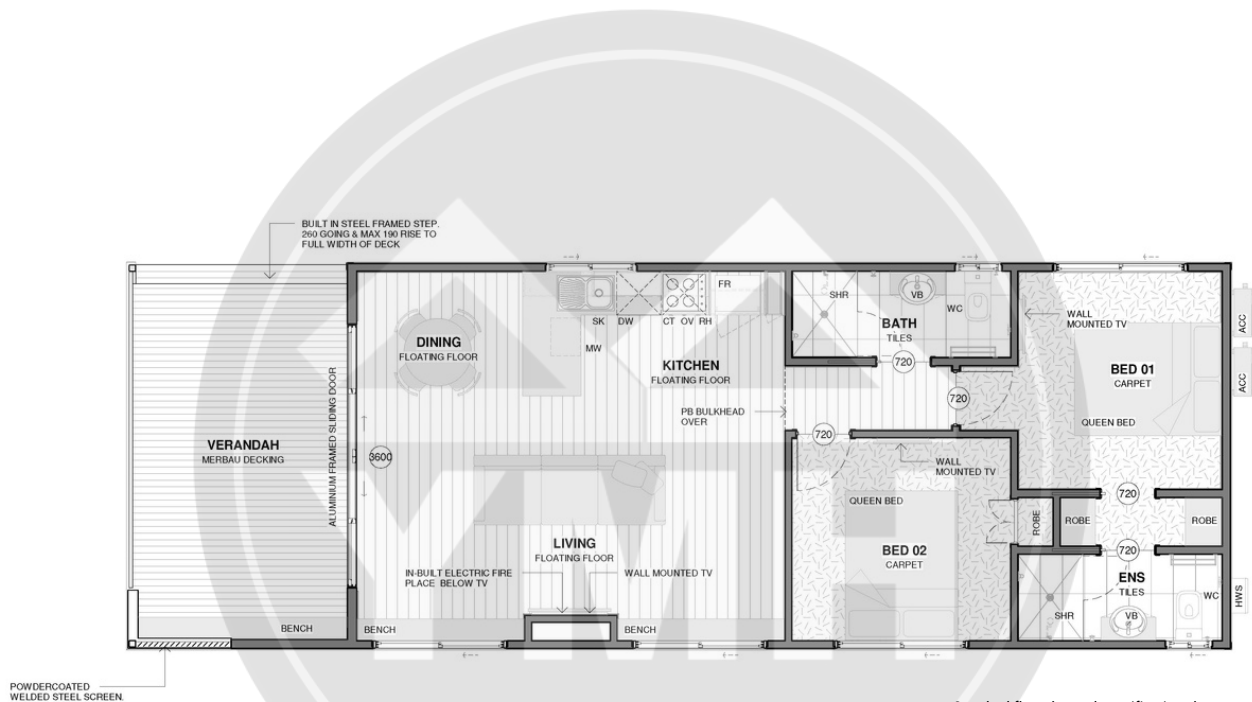 BUILT IN STEEL FRAMED STEP.
260 GOING & MAX 190 RISE TO
FULL WIDTH OF DECK
VERANDAH
MERBAU DECKING
ALUMINIUM FRAMED SLIDING DOOR
3600
BENCH
POWDERCOATED
WELDED STEEL SCREEN.
DINING
FLOATING FLOOR
SK DW CT OV RH
FR
MW
KITCHEN
FLOATING FLOOR
PB BULKHEAD
OVER
LIVING
FLOATING FLOOR
IN-BUILT ELECTRIC FIRE
PLACE BELOW TV
WALL MOUNTED TV
BENCH
BENCH
SHR
VB
WC
BATH
TILES
720
720
720
WALL
MOUNTED TV
BED 01
CARPET
QUEEN BED
ACC
ACC
WALL
MOUNTED TV
QUEEN BED
BED 02
CARPET
ROBE
ROBE
720
ROBE
720
ENS
TILES
SHR
VB
WC
HWS